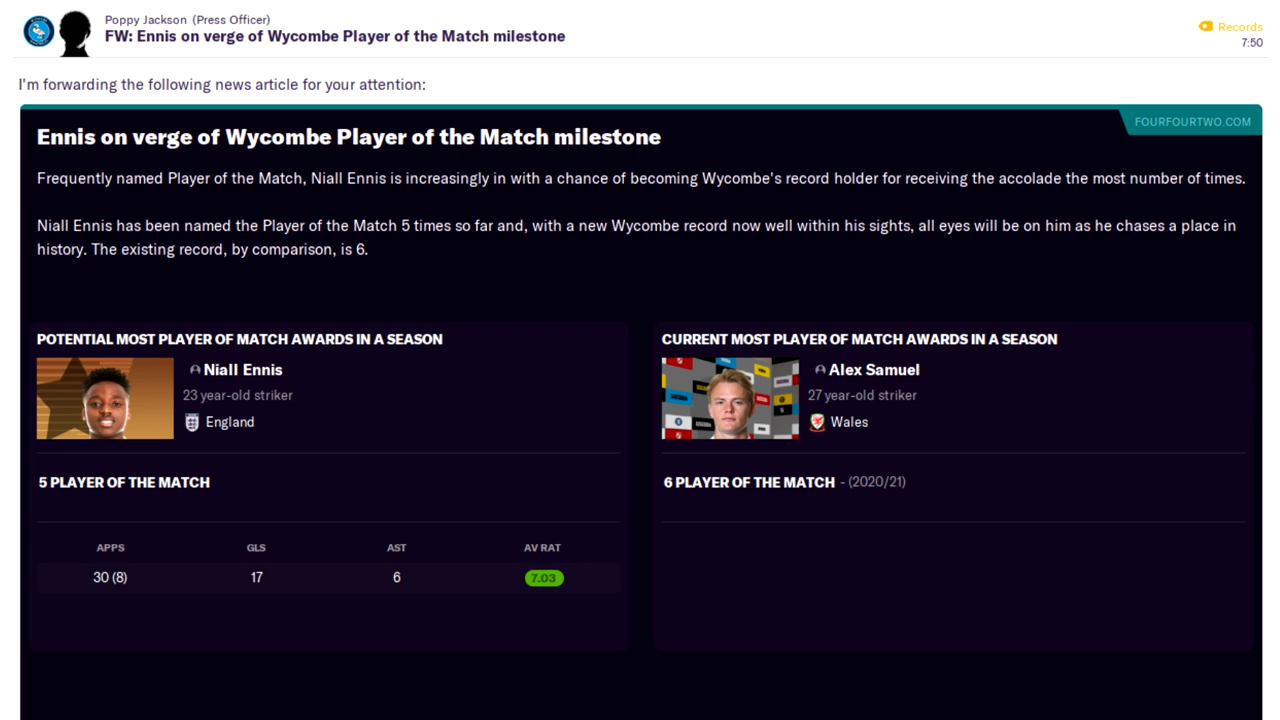 Poppy Jackson (Press Officer)
FW: Ennis on verge of Wycombe Player of the Match milestone
Records
7:50
I'm forwarding the following news article for your attention:
FOURFOURTWO.COM
Ennis on verge of Wycombe Player of the Match milestone
Frequently named Player of the Match, Niall Ennis is increasingly in with a chance of becoming Wycombe's record holder for receiving the accolade the most number of times.
Niall Ennis has been named the Player of the Match 5 times so far and, with a new Wycombe record now well within his sights, all eyes will be on him as he chases a place in
history. The existing record, by comparison, is 6.
POTENTIAL MOST PLAYER OF MATCH AWARDS IN A SEASON
Niall Ennis
23 year-old striker
England
5 PLAYER OF THE MATCH
APPS GLS AST AV RAT
30 (8) 17 6 7.03
CURRENT MOST PLAYER OF MATCH AWARDS IN A SEASON
Alex Samuel
27 year-old striker
Wales
6 PLAYER OF THE MATCH - (2020/21)